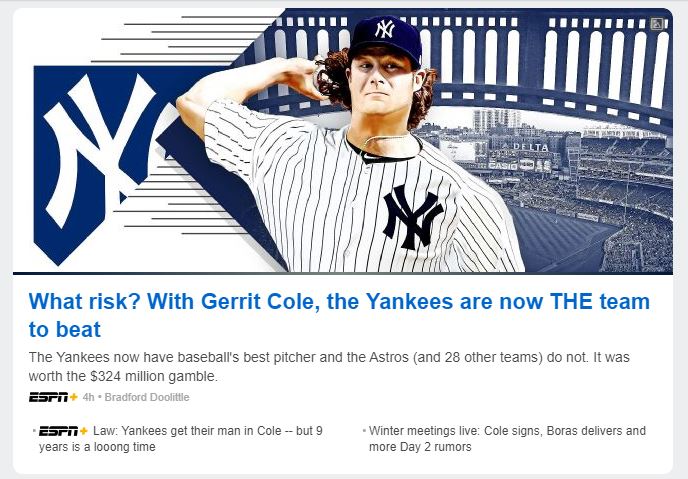 NY
NY
NY
DELTA
CASIO
What risk? With Gerrit Cole, the Yankees are now THE team
to beat
The Yankees now have baseball's best pitcher and the Astros (and 28 other teams) do not. It was
worth the $324 million gamble.
ESPN+ 4h • Bradford Doolittle
• ESPN+ Law: Yankees get their man in Cole -- but 9
years is a looong time
• Winter meetings live: Cole signs, Boras delivers and
more Day 2 rumors